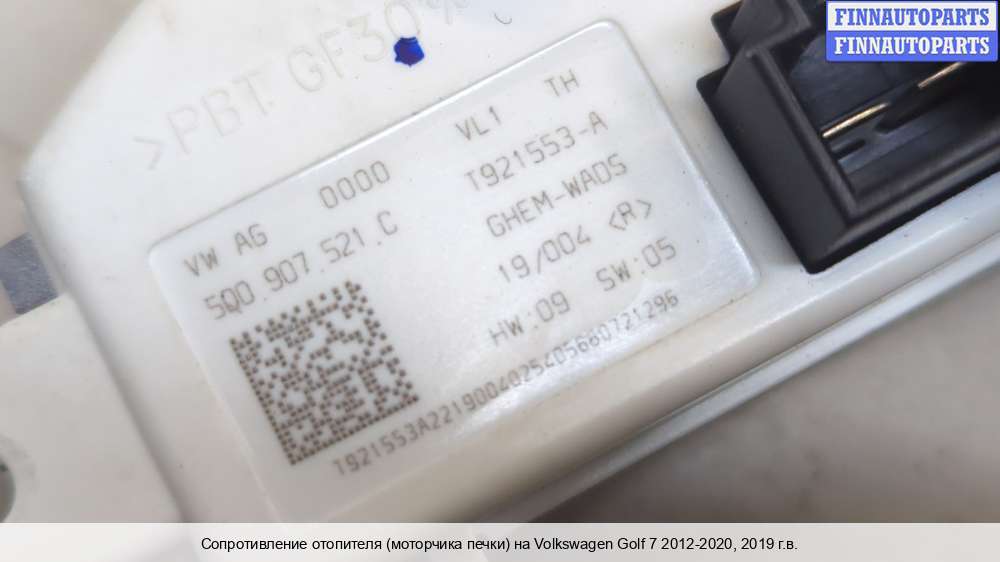 FINNAUTOPARTS
FINNAUTOPARTS
>PBT GF30%
VW AG 0000 VL1 TH
5Q0.907.521.C T921553-A
GHEM-WADS
19/004 <R>
HW:09 SW:05
T921553A2219004025405680721296
Сопротивление отопителя (моторчика печки) на Volkswagen Golf 7 2012-2020, 2019 г.в.